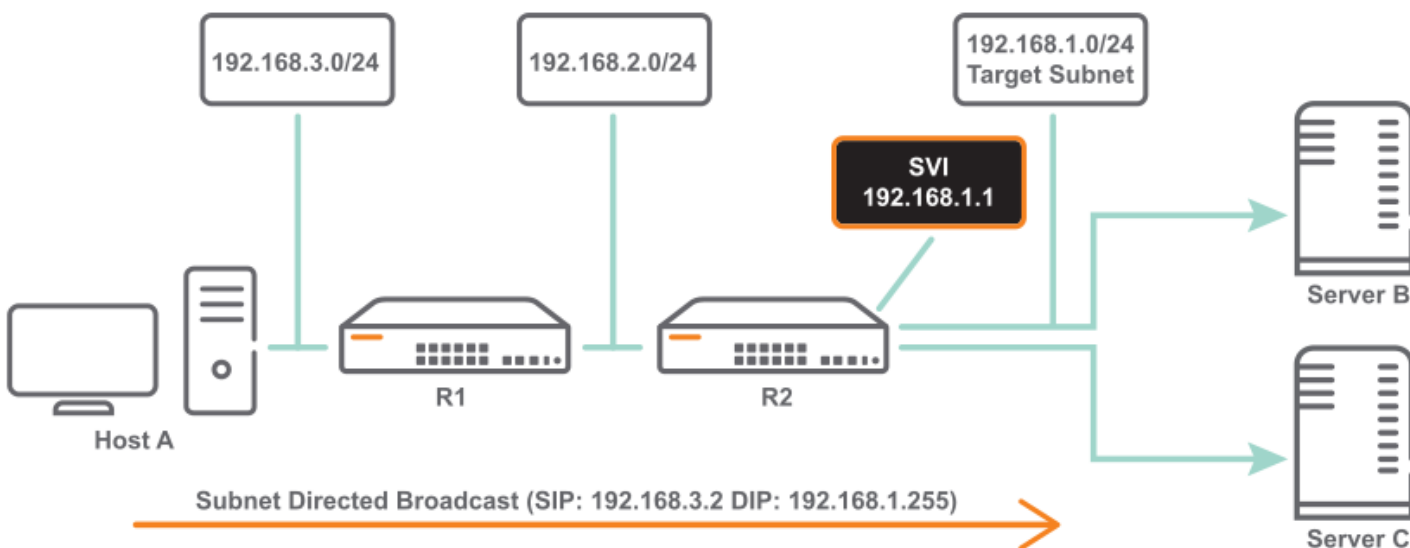 192.168.3.0/24
192.168.2.0/24
192.168.1.0/24
Target Subnet
SVI
192.168.1.1
Server B
R1
R2
Host A
Subnet Directed Broadcast (SIP: 192.168.3.2 DIP: 192.168.1.255)
Server C